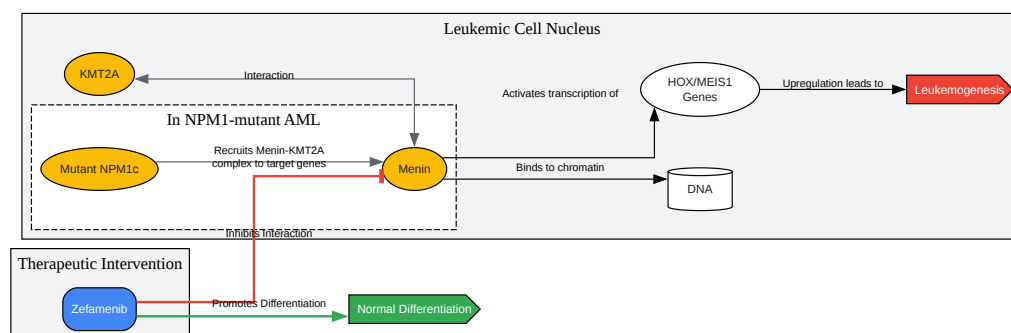 Leukemic Cell Nucleus
KMT2A
Interaction
Activates transcription of
HOX/MEIS1
Genes
Upregulation leads to
Leukemogenesis
In NPM1-mutant AML
Mutant NPM1c
Recruits Menin-KMT2A
complex to target genes
Menin
Binds to chromatin
DNA
Inhibits Interaction
Therapeutic Intervention
Zefamenib
Promotes Differentiation
Normal Differentiation